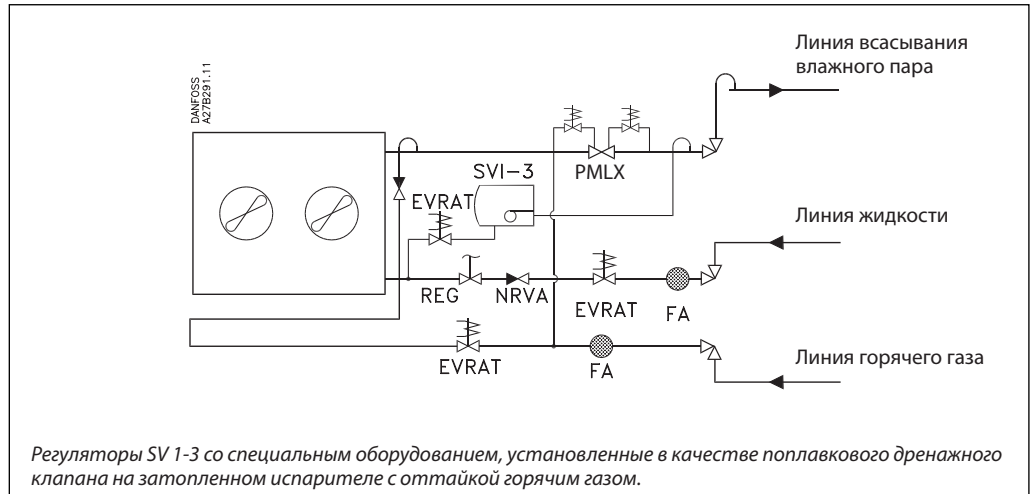 Линия всасывания
влажного пара
DANFOSS
A27B291.11
SVI-3
PMLX
EVRAT
Линия жидкости
REG
NRVA
EVRAT
FA
EVRAT
FA
Линия горячего газа
Регуляторы SV 1-3 со специальным оборудованием, установленные в качестве поплавкового дренажного
клапана на затопленном испарителе с оттайкой горячим газом.